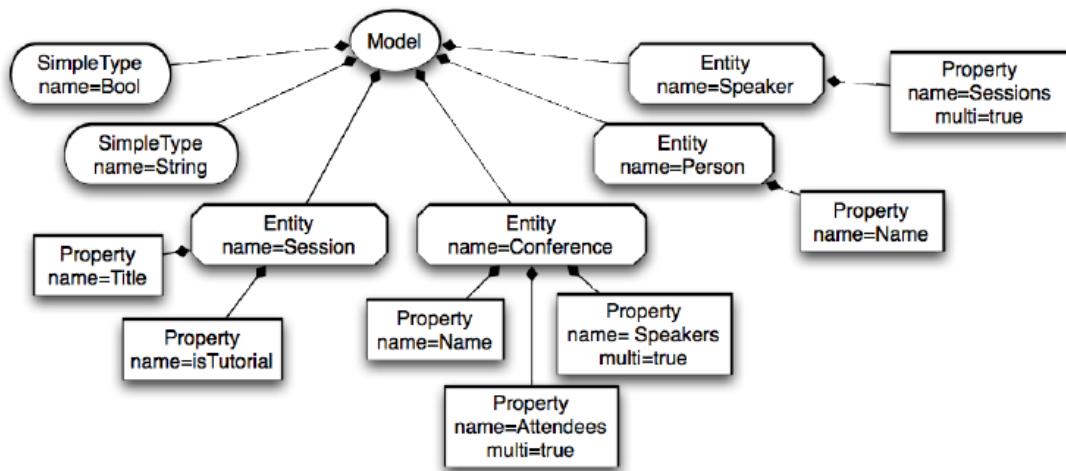 Model
SimpleType
name=Bool
SimpleType
name=String
Entity
name=Speaker
Property
name=Sessions
multi=true
Entity
name=Person
Property
name=Name
Entity
name=Session
Property
name=Title
Property
name=isTutorial
Entity
name=Conference
Property
name=Name
Property
name= Speakers
multi=true
Property
name=Attendees
multi=true